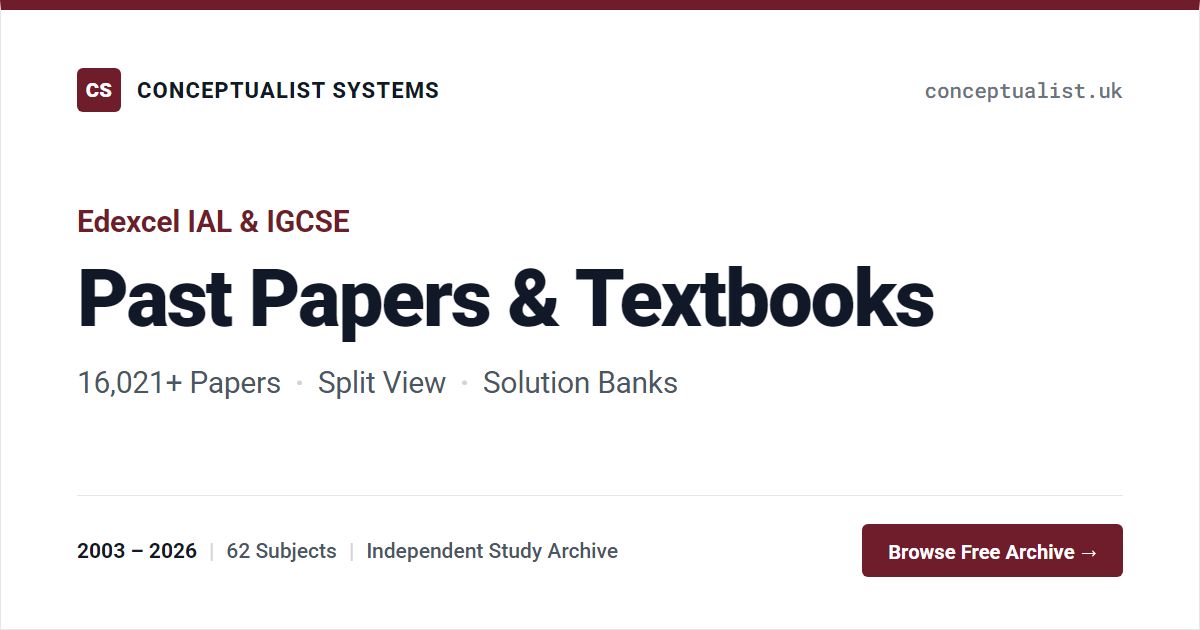 CS CONCEPTUALIST SYSTEMS
conceptualist.uk
Edexcel IAL & IGCSE
Past Papers & Textbooks
16,021+ Papers · Split View · Solution Banks
2003 – 2026 | 62 Subjects | Independent Study Archive
Browse Free Archive →